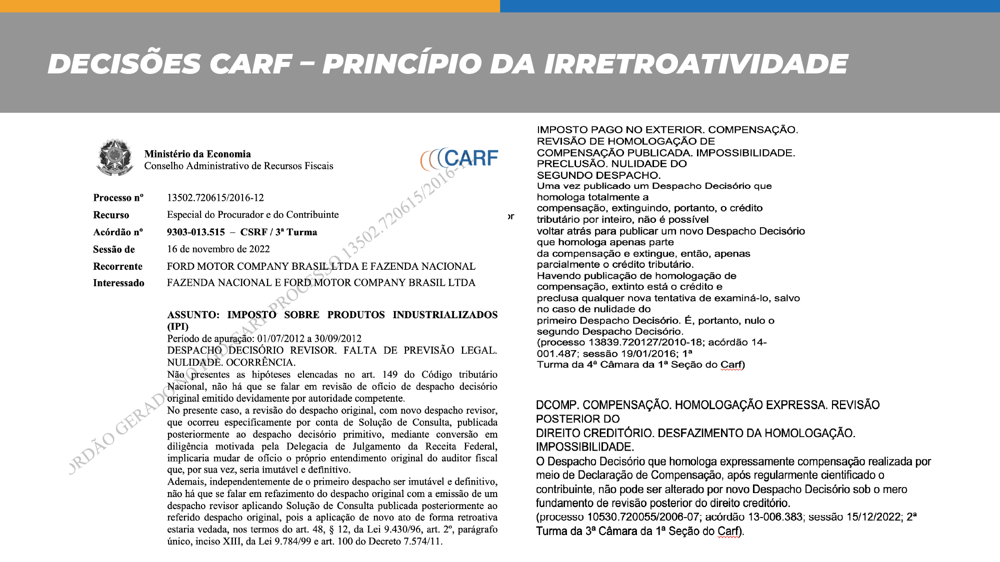 DECISÕES CARF – PRINCÍPIO DA IRRETROATIVIDADE
Ministério da Economia
Conselho Administrativo de Recursos Fiscais
CARF
Processo nº 13502.720615/2016-12
Recurso Especial do Procurador e do Contribuinte
Acórdão nº 9303-013.515 – CSRF / 3ª Turma
Sessão de 16 de novembro de 2022
Recorrente FORD MOTOR COMPANY BRASIL LTDA E FAZENDA NACIONAL
Interessado FAZENDA NACIONAL E FORD MOTOR COMPANY BRASIL LTDA
ASSUNTO: IMPOSTO SOBRE PRODUTOS INDUSTRIALIZADOS
(IPI)
Período de apuração: 01/07/2012 a 30/09/2012
DESPACHO DECISÓRIO REVISOR. FALTA DE PREVISÃO LEGAL.
NULIDADE. OCORRÊNCIA.
Não presentes as hipóteses elencadas no art. 149 do Código tributário
Nacional, não há que se falar em revisão de ofício de despacho decisório
original emitido devidamente por autoridade competente.
No presente caso, a revisão do despacho original, com novo despacho revisor,
que ocorreu especificamente por conta de Solução de Consulta, publicada
posteriormente ao despacho decisório primitivo, mediante conversão em
diligência motivada pela Delegacia de Julgamento da Receita Federal,
implicaria mudar de ofício o próprio entendimento original do auditor fiscal
que, por sua vez, seria imutável e definitivo.
Ademais, independentemente de o primeiro despacho ser imutável e definitivo,
não há que se falar em refazimento do despacho original com a emissão de um
despacho revisor aplicando Solução de Consulta publicada posteriormente ao
referido despacho original, pois a aplicação de novo ato de forma retroativa
estaria vedada, nos termos do art. 48, § 12, da Lei 9.430/96, art. 2º, parágrafo
único, inciso XIII, da Lei 9.784/99 e art. 100 do Decreto 7.574/11.
ORDÃO GERADO NO PGD-CARF PROCESSO 13502.720615/2016-1
or
IMPOSTO PAGO NO EXTERIOR. COMPENSAÇÃO.
REVISÃO DE HOMOLOGAÇÃO DE
COMPENSAÇÃO PUBLICADA. IMPOSSIBILIDADE.
PRECLUSÃO. NULIDADE DO
SEGUNDO DESPACHO.
Uma vez publicado um Despacho Decisório que
homologa totalmente a
compensação, extinguindo, portanto, o crédito
tributário por inteiro, não é possível
voltar atrás para publicar um novo Despacho Decisório
que homologa apenas parte
da compensação e extingue, então, apenas
parcialmente o crédito tributário.
Havendo publicação de homologação de
compensação, extinto está o crédito e
preclusa qualquer nova tentativa de examiná-lo, salvo
no caso de nulidade do
primeiro Despacho Decisório. É, portanto, nulo o
segundo Despacho Decisório.
(processo 13839.720127/2010-18; acórdão 14-
001.487; sessão 19/01/2016; 1ª
Turma da 4ª Câmara da 1ª Seção do Carf)
DCOMP. COMPENSAÇÃO. HOMOLOGAÇÃO EXPRESSA. REVISÃO
POSTERIOR DO
DIREITO CREDITÓRIO. DESFAZIMENTO DA HOMOLOGAÇÃO.
IMPOSSIBILIDADE.
O Despacho Decisório que homologa expressamente compensação realizada por
meio de Declaração de Compensação, após regularmente cientificado o
contribuinte, não pode ser alterado por novo Despacho Decisório sob o mero
fundamento de revisão posterior do direito creditório.
(processo 10530.720055/2006-07; acórdão 13-006.383; sessão 15/12/2022; 2ª
Turma da 3ª Câmara da 1ª Seção do Carf).